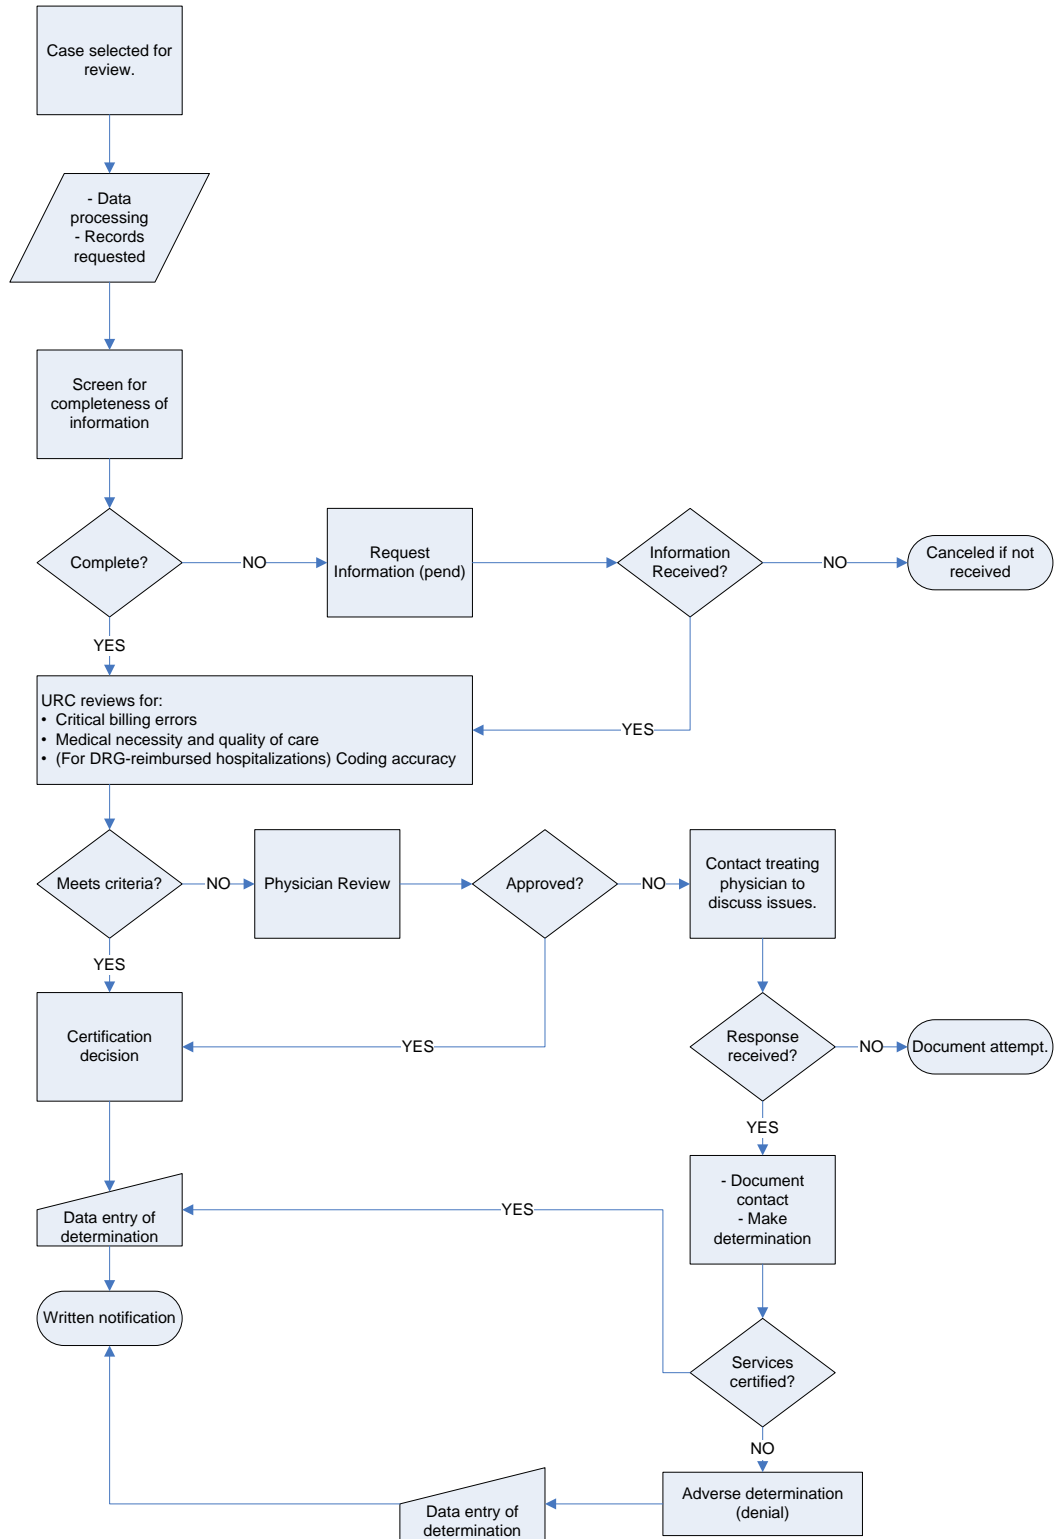 Case selected for
review.
- Data
processing
- Records
requested
Screen for
completeness of
information
Complete?
NO
Request
Information (pend)
Information
Received?
NO
Canceled if not
received
YES
YES
URC reviews for:
• Critical billing errors
• Medical necessity and quality of care
• (For DRG-reimbursed hospitalizations) Coding accuracy
Meets criteria?
NO
Physician Review
Approved?
NO
Contact treating
physician to
discuss issues.
YES
Certification
decision
YES
Response
received?
NO
Document attempt.
YES
- Document
contact
- Make
determination
YES
Data entry of
determination
Written notification
Services
certified?
NO
Adverse determination
(denial)
Data entry of
determination